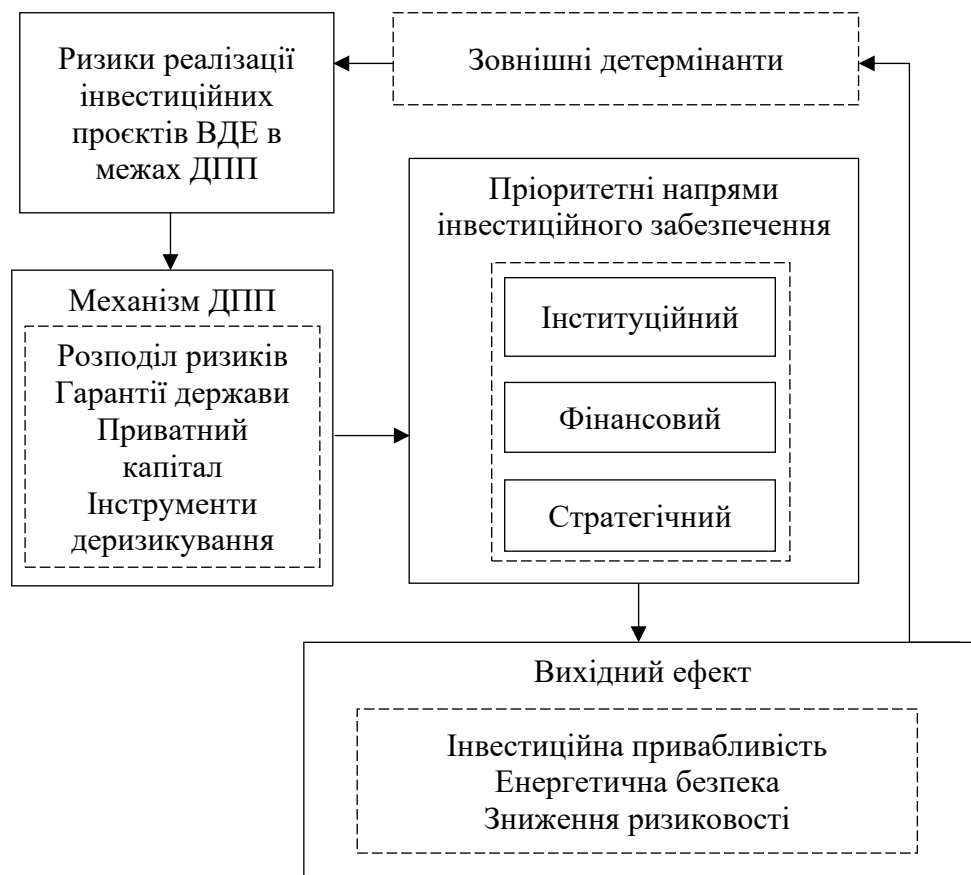 Ризики реалізації
інвестиційних
проєктів ВДЕ в
межах ДПП
Зовнішні детермінанти
Механізм ДПП
Розподіл ризиків
Гарантії держави
Приватний
капітал
Інструменти
деризикування
Пріоритетні напрями
інвестиційного забезпечення
Інституційний
Фінансовий
Стратегічний
Вихідний ефект
Інвестиційна привабливість
Енергетична безпека
Зниження ризиковості